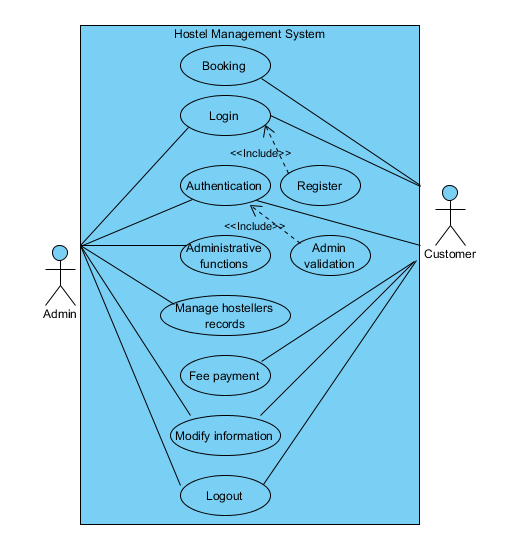 Hostel Management System
Booking
Login
<<Include>>
Authentication
Register
<<Include>>
Customer
Administrative
functions
Admin
validation
Admin
Manage hostellers
records
Fee payment
Modify information
Logout